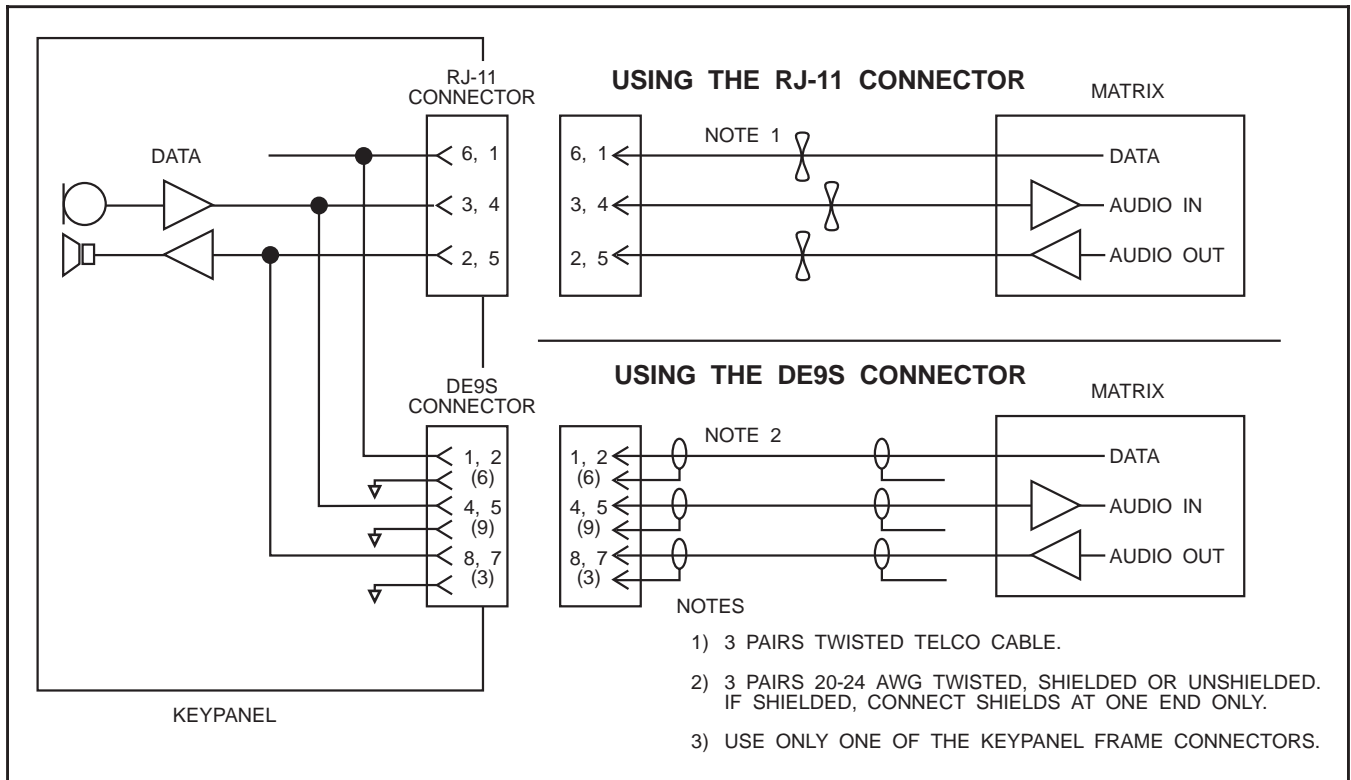 RJ-11
CONNECTOR
DATA
6, 1
3, 4
2, 5
USING THE RJ-11 CONNECTOR
MATRIX
NOTE 1
6, 1
3, 4
2, 5
DATA
AUDIO IN
AUDIO OUT
DE9S
CONNECTOR
1, 2
(6)
4, 5
(9)
8, 7
(3)
USING THE DE9S CONNECTOR
MATRIX
NOTE 2
1, 2
(6)
4, 5
(9)
8, 7
(3)
DATA
AUDIO IN
AUDIO OUT
KEYPANEL
NOTES
1) 3 PAIRS TWISTED TELCO CABLE.
2) 3 PAIRS 20-24 AWG TWISTED, SHIELDED OR UNSHIELDED.
IF SHIELDED, CONNECT SHIELDS AT ONE END ONLY.
3) USE ONLY ONE OF THE KEYPANEL FRAME CONNECTORS.